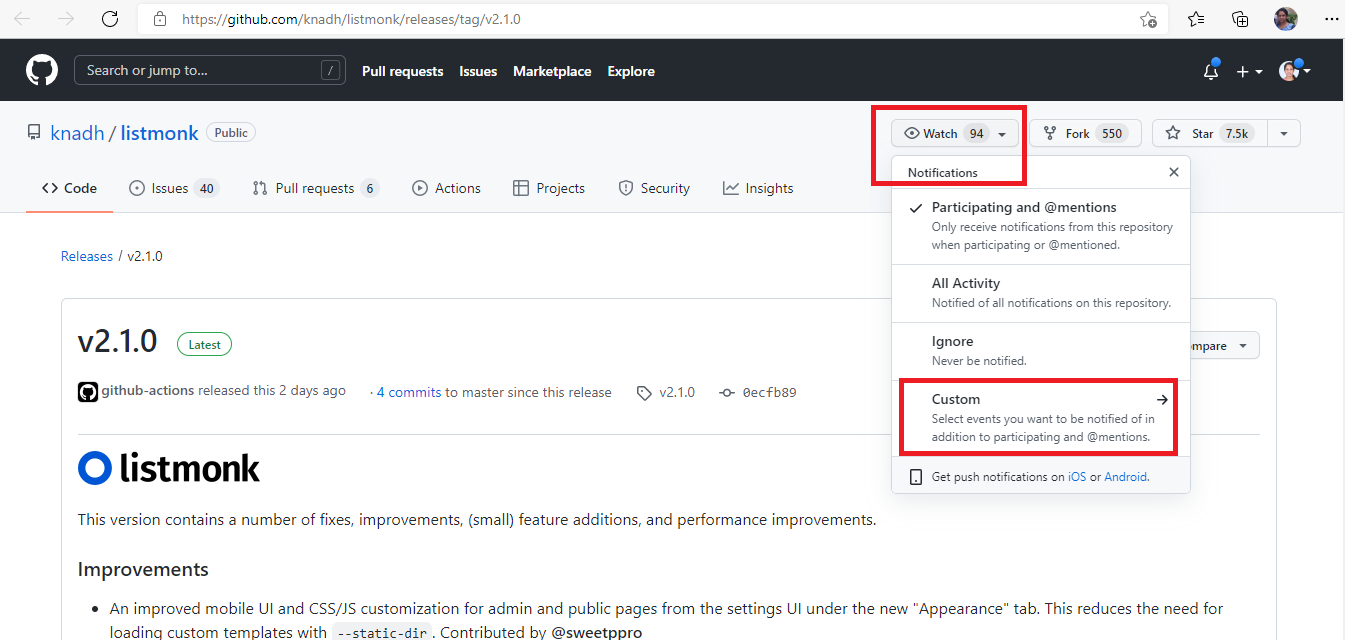 https://github.com/knadh/listmonk/releases/tag/v2.1.0
Search or jump to... / Pull requests Issues Marketplace Explore
knadh / listmonk Public Watch 94 Fork 550 Star 7.5k
Notifications
Code Issues 40 Pull requests 6 Actions Projects Security Insights
Participating and @mentions
Only receive notifications from this repository
when participating or @mentioned.
All Activity
Notified of all notifications on this repository.
Ignore
Never be notified.
Custom
Select events you want to be notified of in
addition to participating and @mentions.
Get push notifications on iOS or Android.
Releases / v2.1.0
v2.1.0 Latest
mpare
github-actions released this 2 days ago · 4 commits to master since this release v2.1.0 0ecfb89
listmonk
This version contains a number of fixes, improvements, (small) feature additions, and performance improvements.
Improvements
• An improved mobile UI and CSS/JS customization for admin and public pages from the settings UI under the new "Appearance" tab. This reduces the need for
loading custom templates with --static-dir. Contributed by @sweetppro